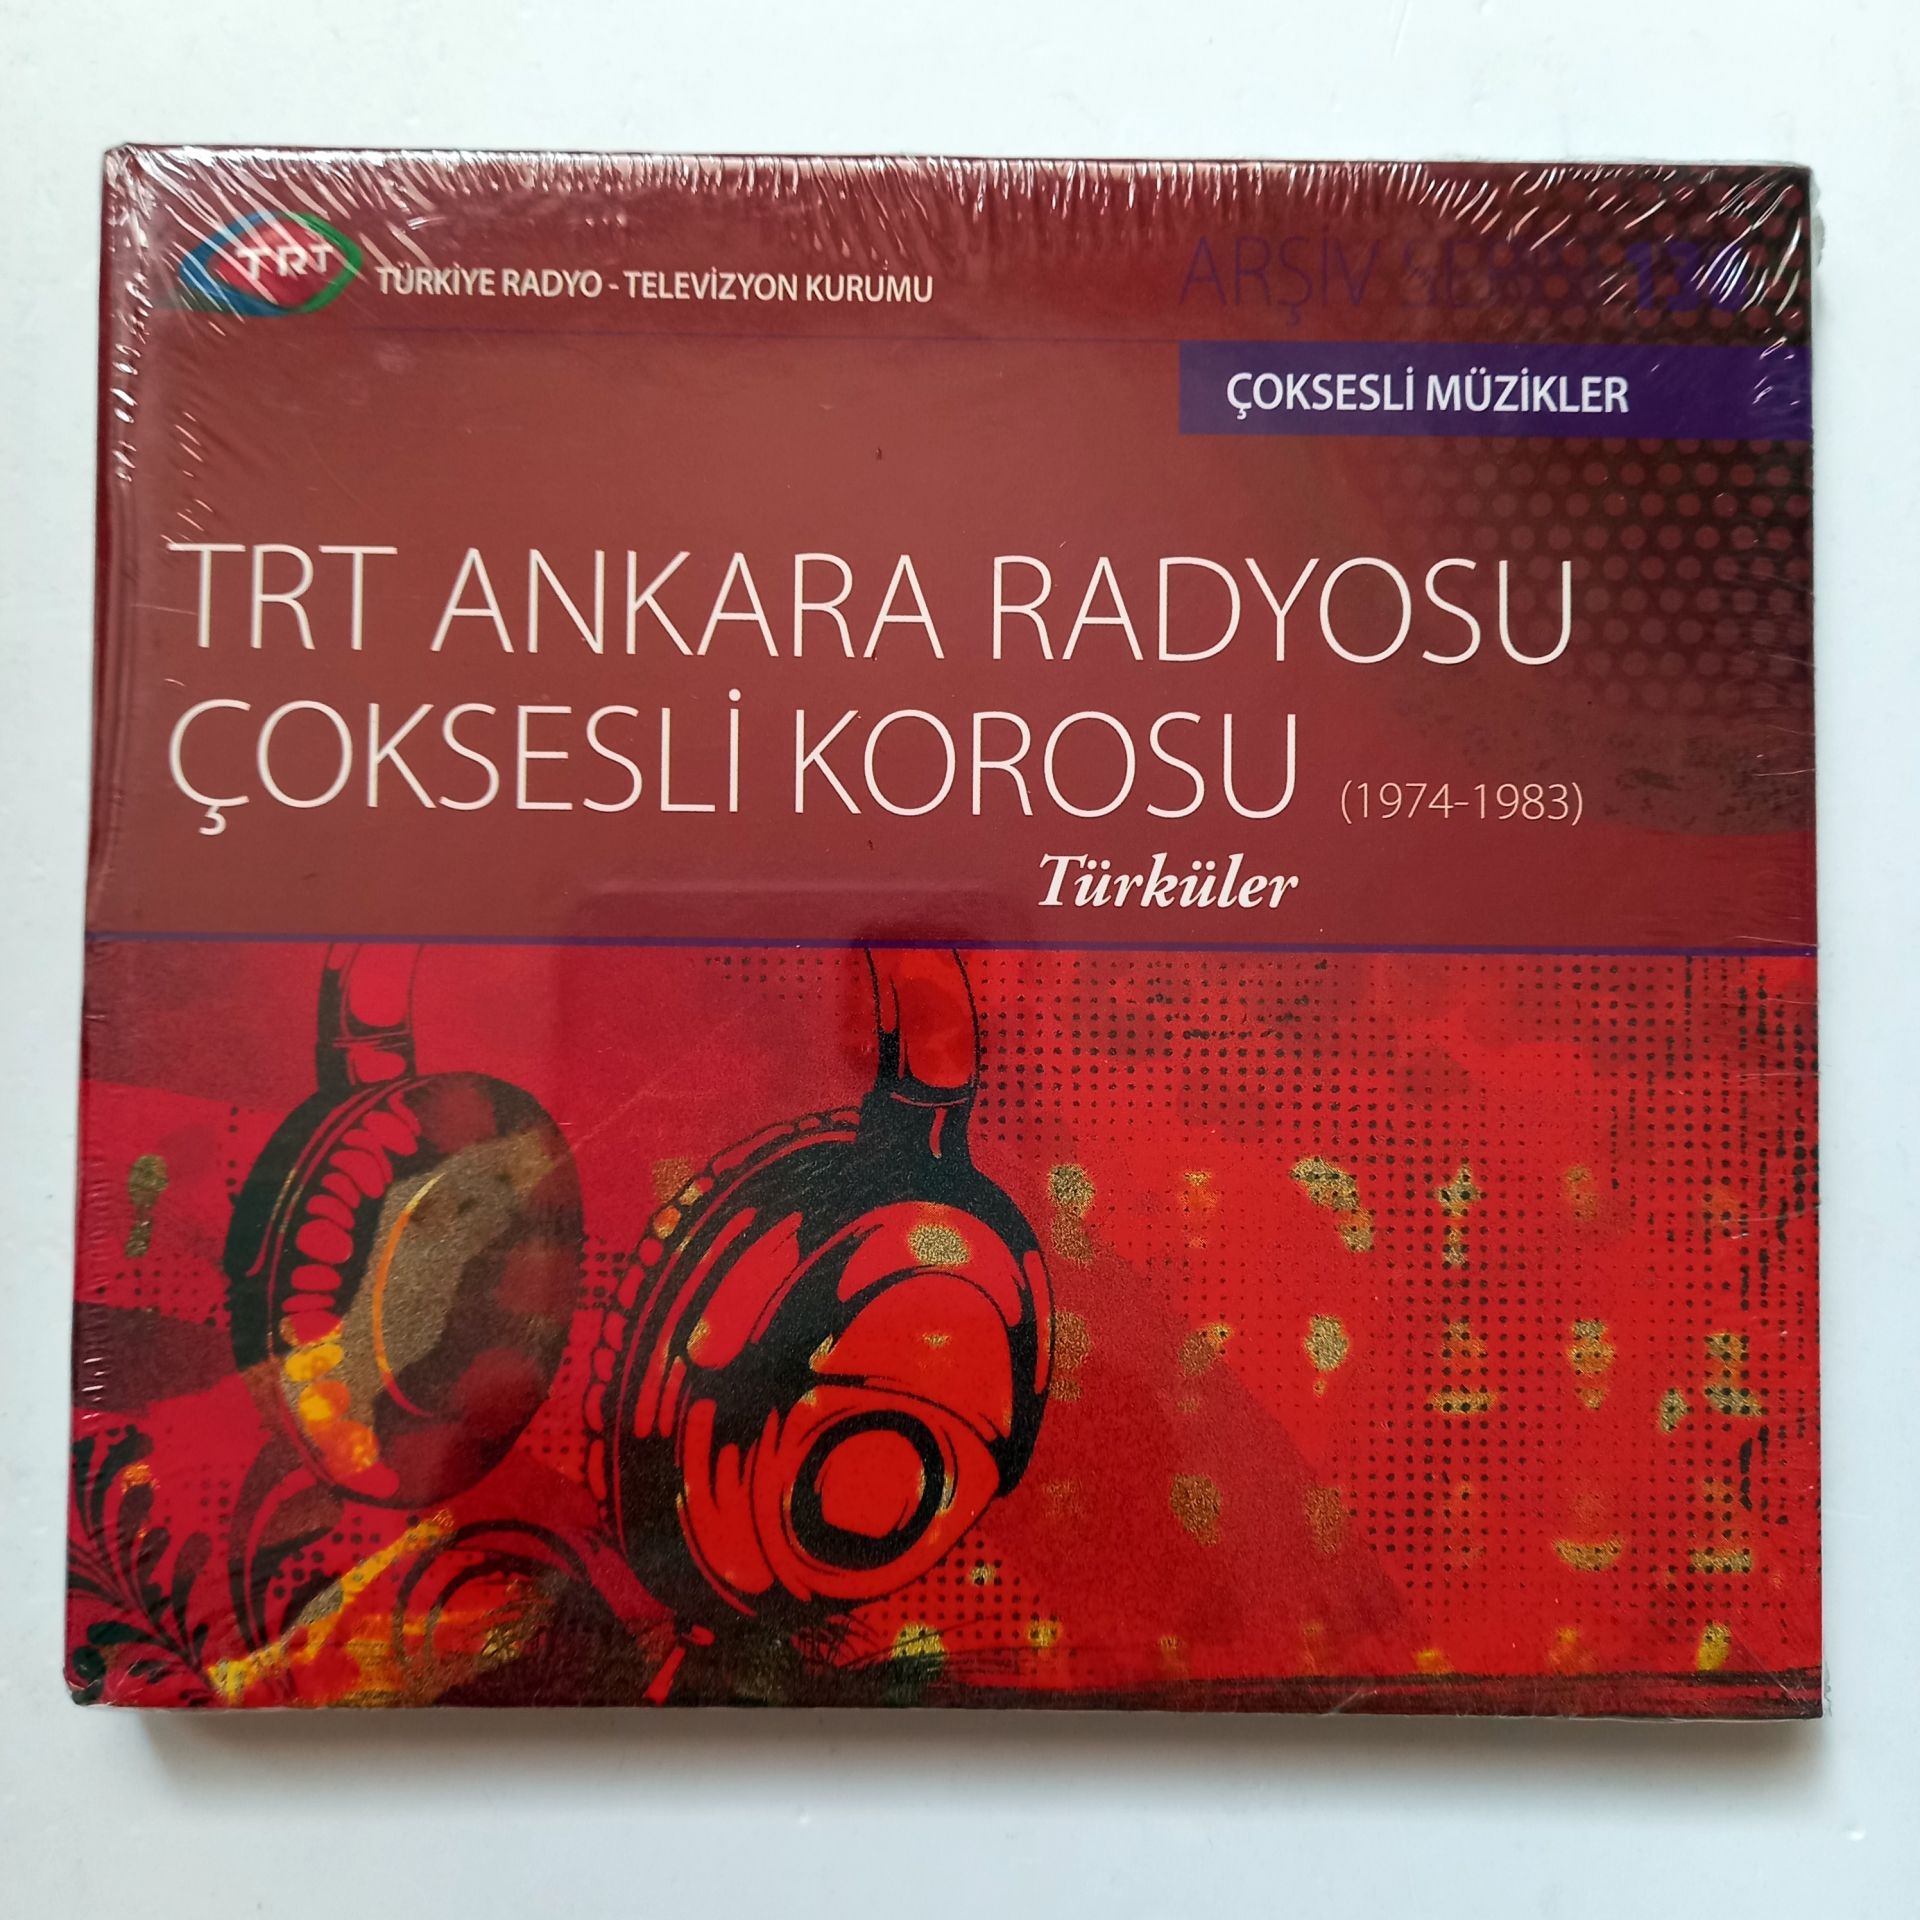 TRT
TÜRKİYE RADYO - TELEVİZYON KURUMU
ARŞİV
ÇOKSESLİ MÜZİKLER
TRT ANKARA RADYOSU
ÇOKSESLİ KOROSU (1974-1983)
Türküler